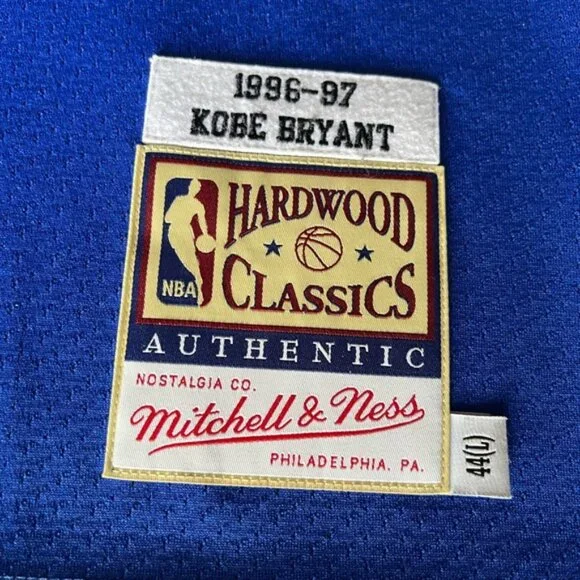 1996-97
KOBE BRYANT
NBA
HARDWOOD
CLASSICS
AUTHENTIC
NOSTALGIA CO.
Mitchell & Ness
PHILADELPHIA, PA.
44(L)